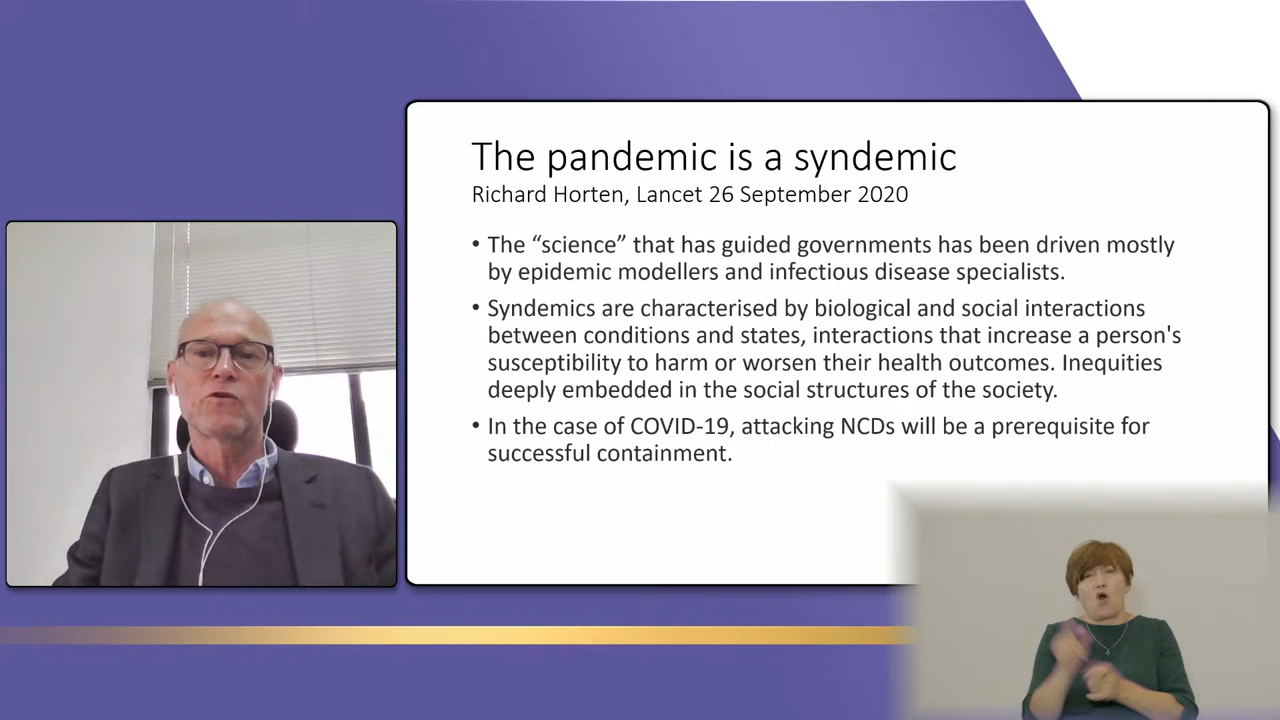 The pandemic is a syndemic
Richard Horten, Lancet 26 September 2020
• The “science” that has guided governments has been driven mostly
by epidemic modellers and infectious disease specialists.
• Syndemics are characterised by biological and social interactions
between conditions and states, interactions that increase a person's
susceptibility to harm or worsen their health outcomes. Inequities
deeply embedded in the social structures of the society.
• In the case of COVID-19, attacking NCDs will be a prerequisite for
successful containment.